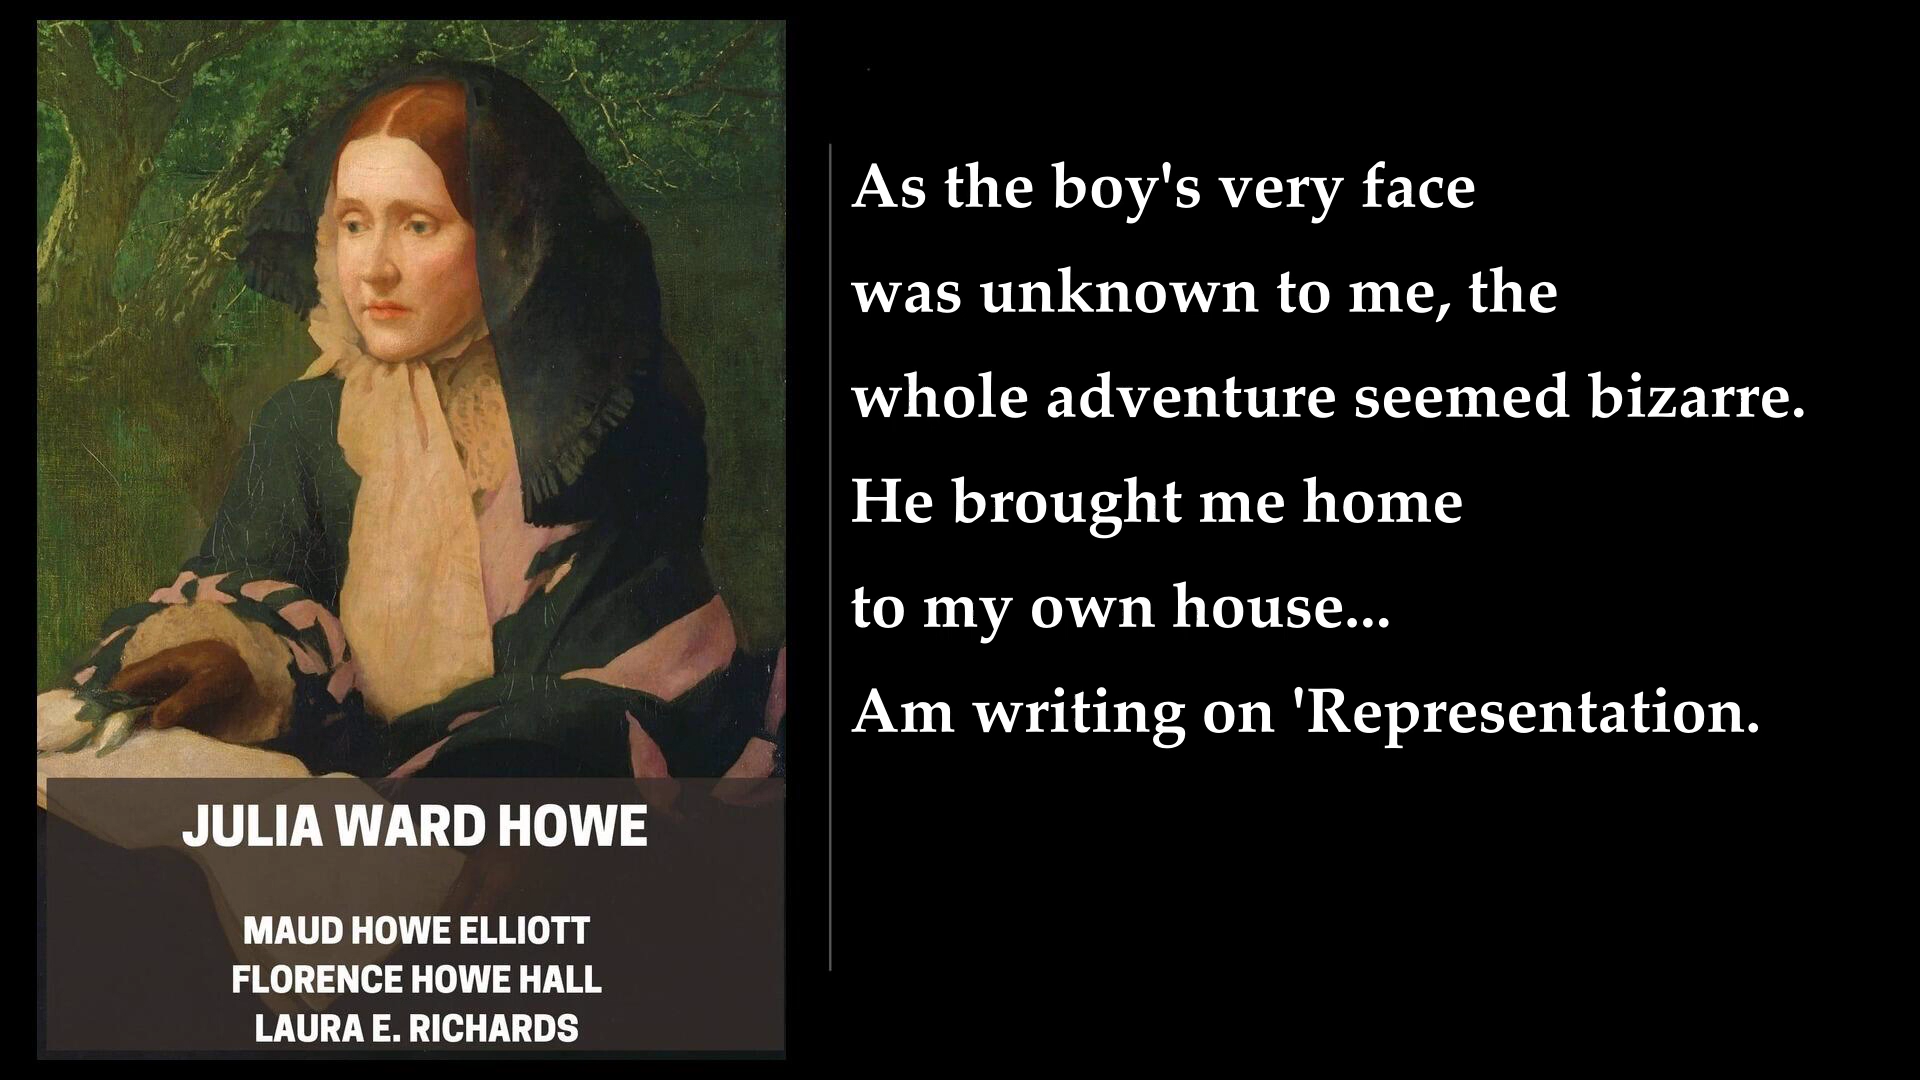 JULIA WARD HOWE
MAUD HOWE ELLIOTT
FLORENCE HOWE HALL
LAURA E. RICHARDS
As the boy's very face
was unknown to me, the
whole adventure seemed bizarre.
He brought me home
to my own house...
Am writing on 'Representation.